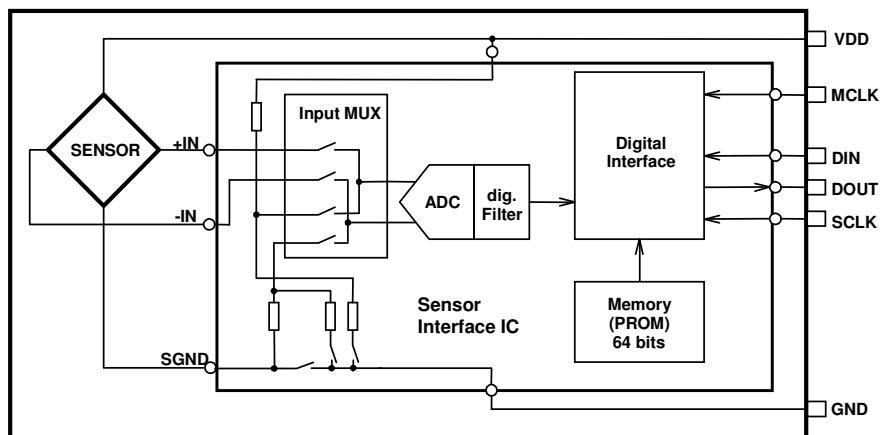 VDD
MCLK
Input MUX
+IN
SENSOR
Digital
Interface
DIN
ADC
dig.
Filter
DOUT
-IN
SCLK
Sensor
Interface IC
Memory
(PROM)
64 bits
SGND
GND